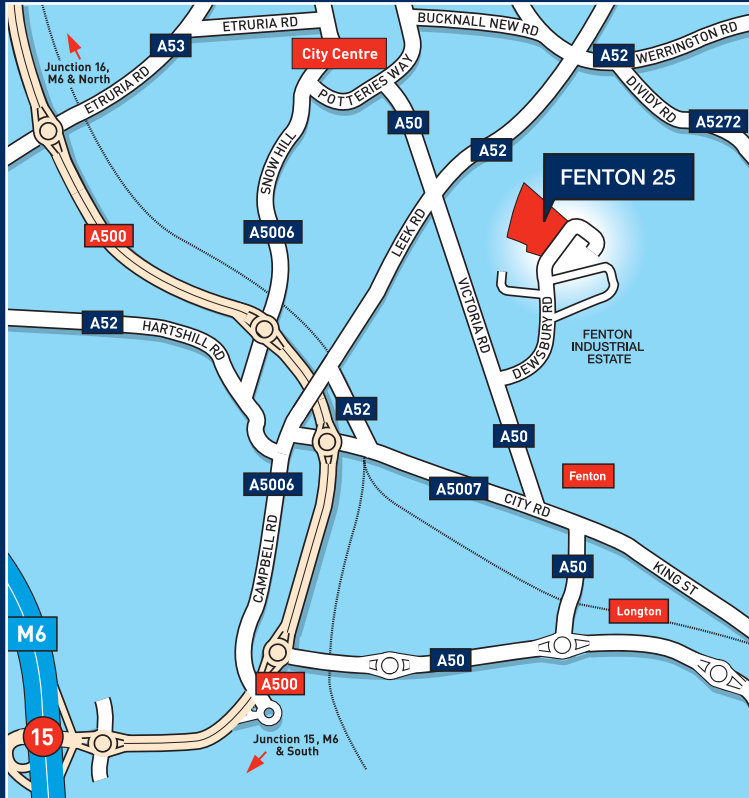 ETRURIA RD
BUCKNALL NEW RD
A53
City Centre
A52
WERRINGTON RD
Junction 16,
M6 & North
ETRURIA RD
POTTERIES WAY
DIVIDY RD
A50
A5272
SNOW HILL
A52
FENTON 25
A500
A5006
LEEK RD
VICTORIA RD
A52
HARTSHILL RD
DEWSBURY RD
FENTON
INDUSTRIAL
ESTATE
A52
A50
A5006
A5007
CITY RD
Fenton
CAMPBELL RD
A50
KING ST
M6
Longton
A50
A500
15
Junction 15, M6
& South